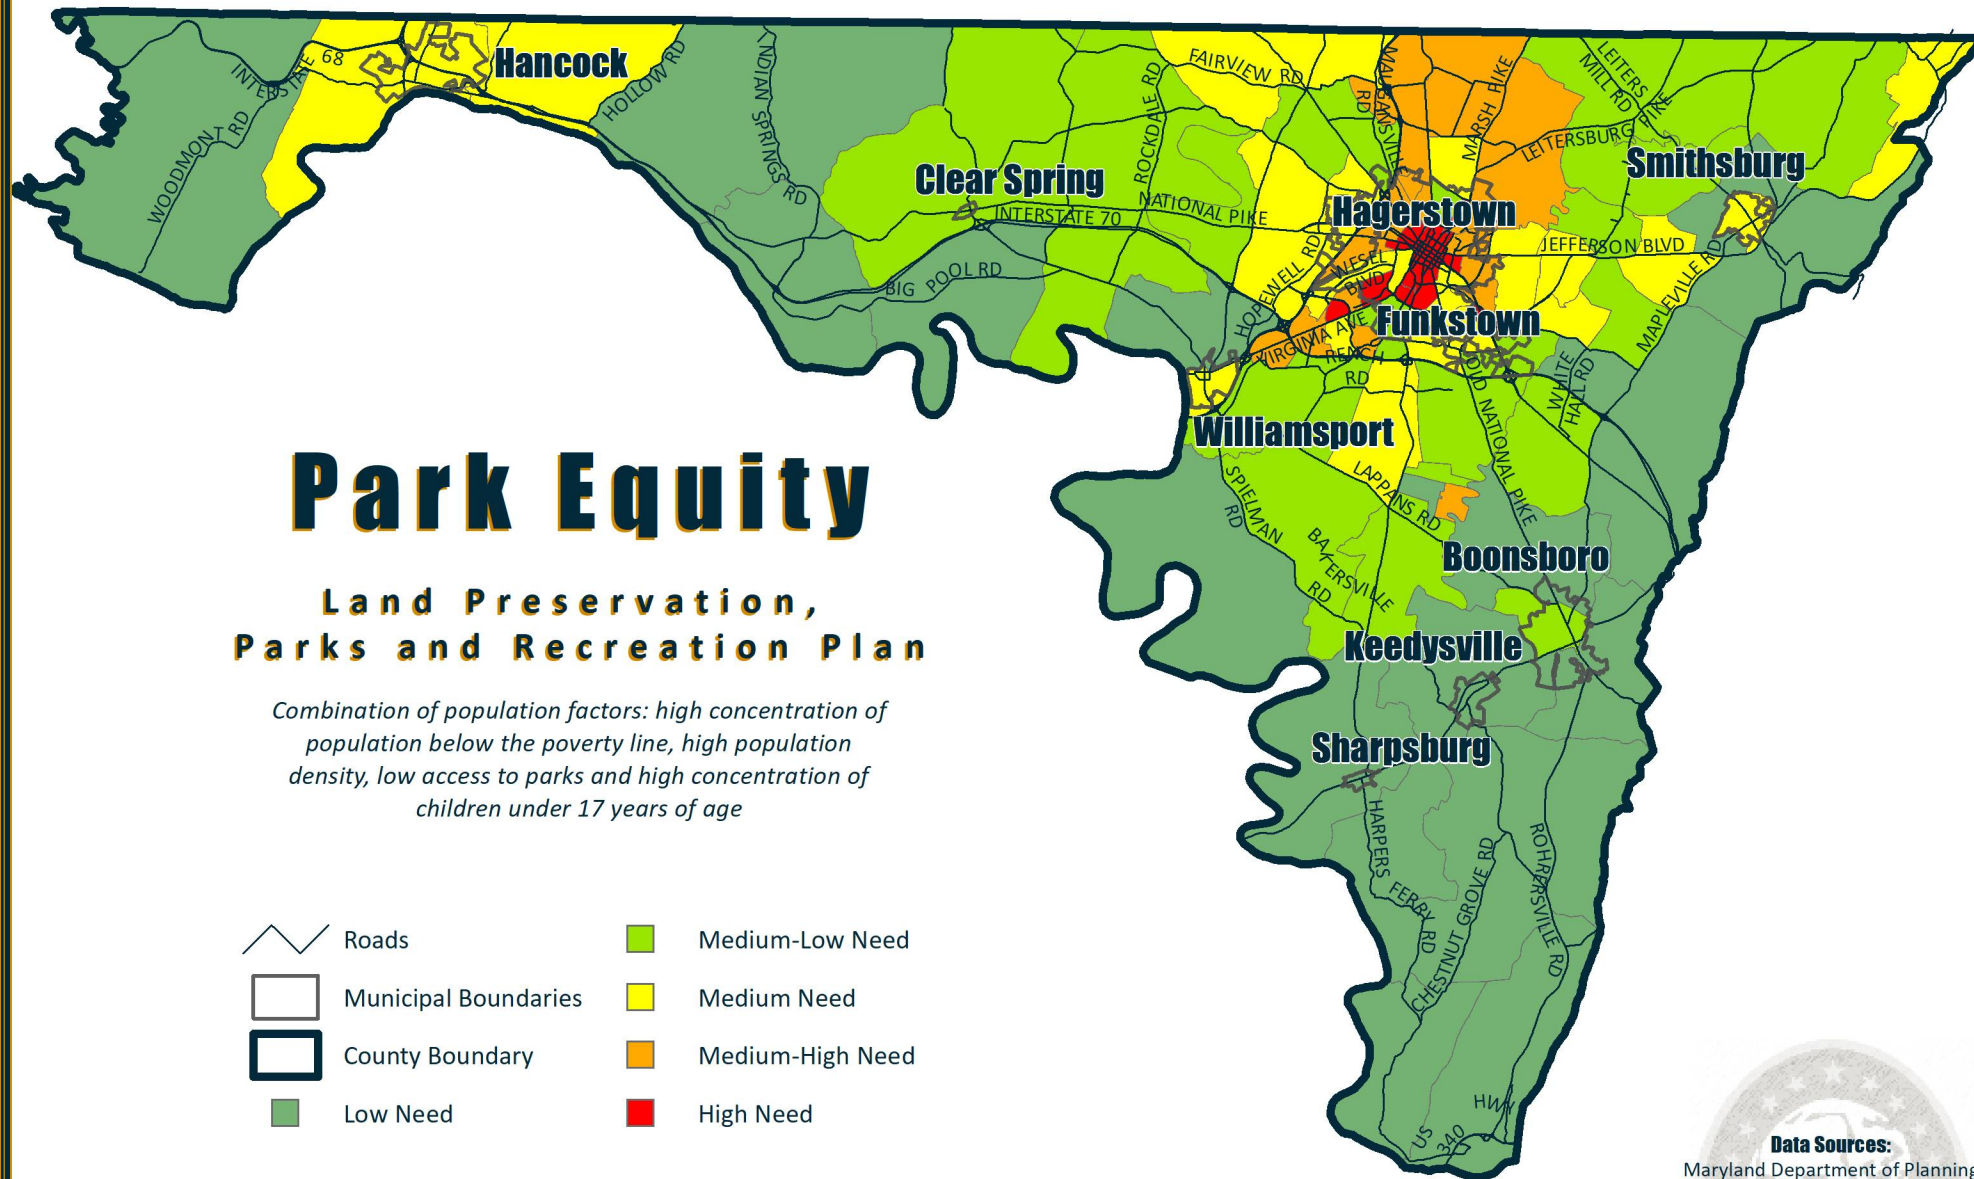 Hancock
INTERSTATE 68
WOODMONT RD
HOLLOW RD
INDIAN SPRINGS RD
Clear Spring
ROCKDALE RD
FAIRVIEW RD
NATIONAL PIKE
INTERSTATE 70
BIG POOL RD
MAUGANSVILLE RD
MARSH PIKE
LEITERS MILL RD
LEITERSBURG PIKE
Smithsburg
Hagerstown
JEFFERSON BLVD
MAPLEVILLE RD
HOPEWELL RD
WESEL BLVD
Funkstown
VIRGINIA AVE
RENCH RD
WHITE HALL RD
OLD NATIONAL PIKE
Williamsport
LAPPANS RD
SPIELMAN RD
BAKERSVILLE RD
Boonsboro
Keedysville
Sharpsburg
HARPERS FERRY RD
CHESTNUT GROVE RD
ROHRERSVILLE RD
US 340 HWY
Park Equity
Land Preservation,
Parks and Recreation Plan
Combination of population factors: high concentration of
population below the poverty line, high population
density, low access to parks and high concentration of
children under 17 years of age
Roads
Municipal Boundaries
County Boundary
Low Need
Medium-Low Need
Medium Need
Medium-High Need
High Need
Data Sources:
Maryland Department of Planning